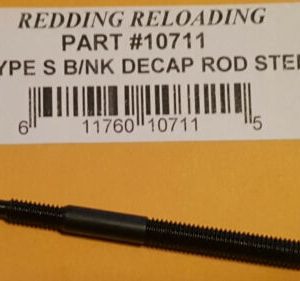 REDDING RELOADING
PART #10711
YPE S B/NK DECAP ROD STE
6 11760 10711 5